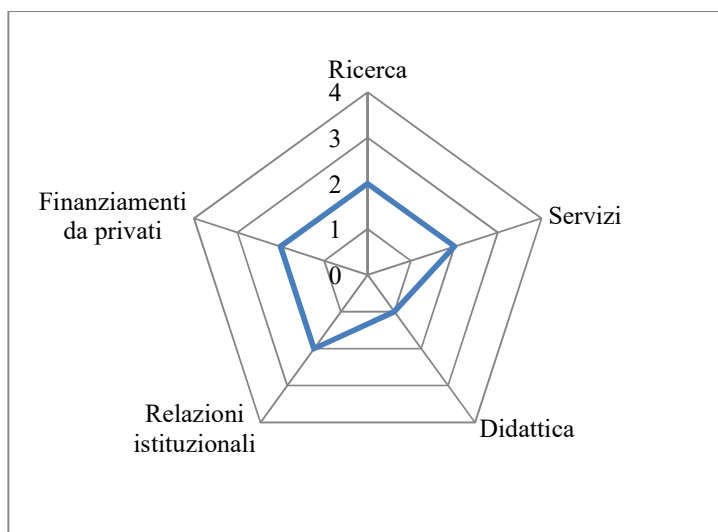 Ricerca
4
3
2
1
0
Servizi
Didattica
Relazioni
istituzionali
Finanziamenti
da privati